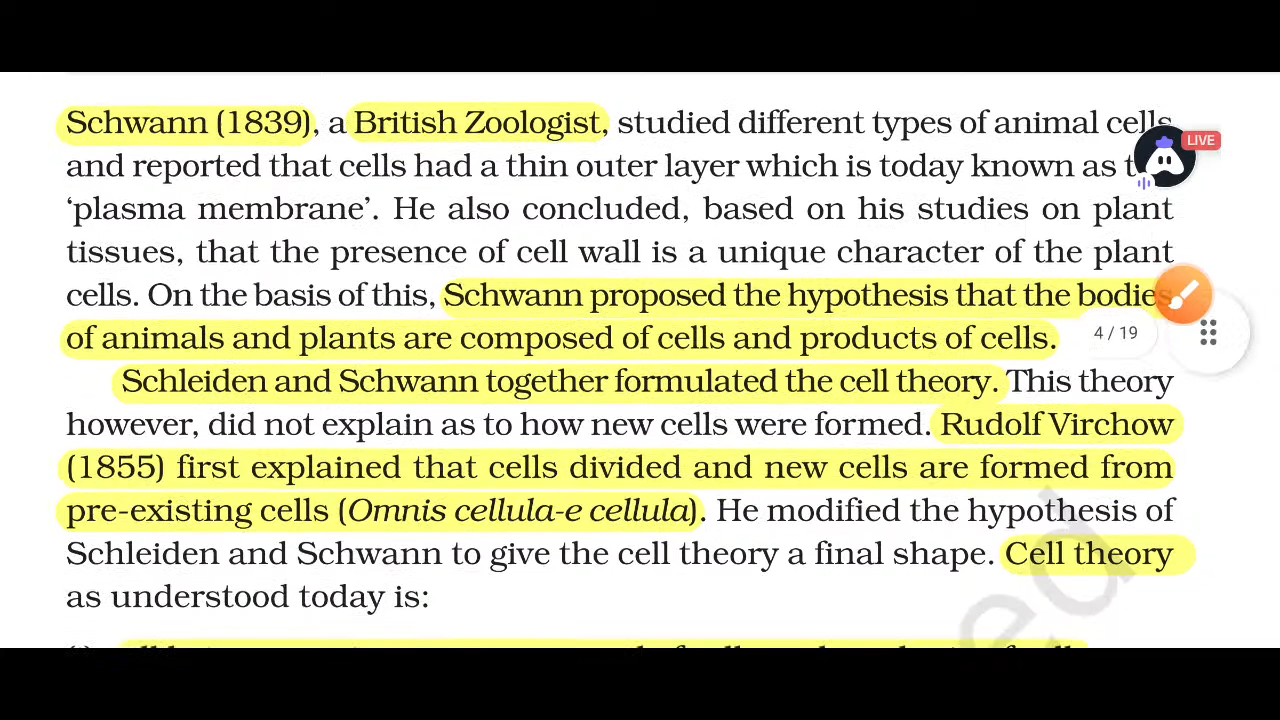 Schwann (1839), a British Zoologist, studied different types of animal cells
LIVE
and reported that cells had a thin outer layer which is today known as
‘plasma membrane’. He also concluded, based on his studies on plant
tissues, that the presence of cell wall is a unique character of the plant
cells. On the basis of this, Schwann proposed the hypothesis that the bodies
of animals and plants are composed of cells and products of cells.
4 / 19
Schleiden and Schwann together formulated the cell theory. This theory
however, did not explain as to how new cells were formed. Rudolf Virchow
(1855) first explained that cells divided and new cells are formed from
pre-existing cells (Omnis cellula-e cellula). He modified the hypothesis of
Schleiden and Schwann to give the cell theory a final shape. Cell theory
as understood today is: